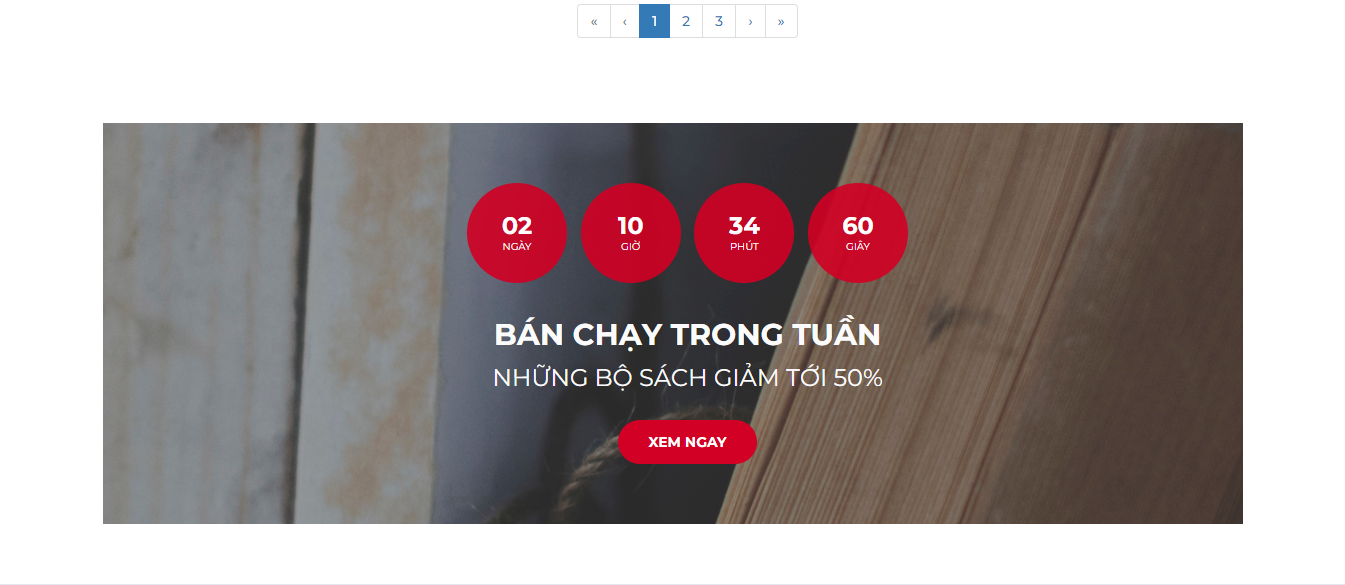 « ‹ 1 2 3 › »
02 10 34 60
NGÀY GIỜ PHÚT GIÂY
BÁN CHẠY TRONG TUẦN
NHỮNG BỘ SÁCH GIẢM TỚI 50%
XEM NGAY